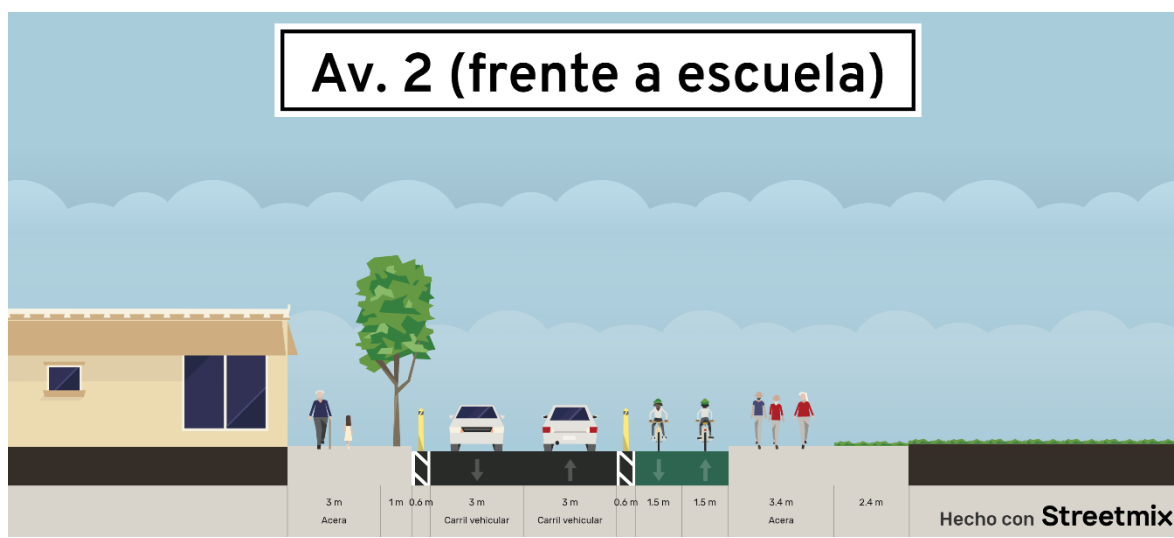 Av. 2 (frente a escuela)
3 m 1 m 0.6 m 3 m 3 m 0.6 m 1.5 m 1.5 m 3.4 m 2.4 m
Acera Carril vehicular Carril vehicular Acera
Hecho con Streetmix